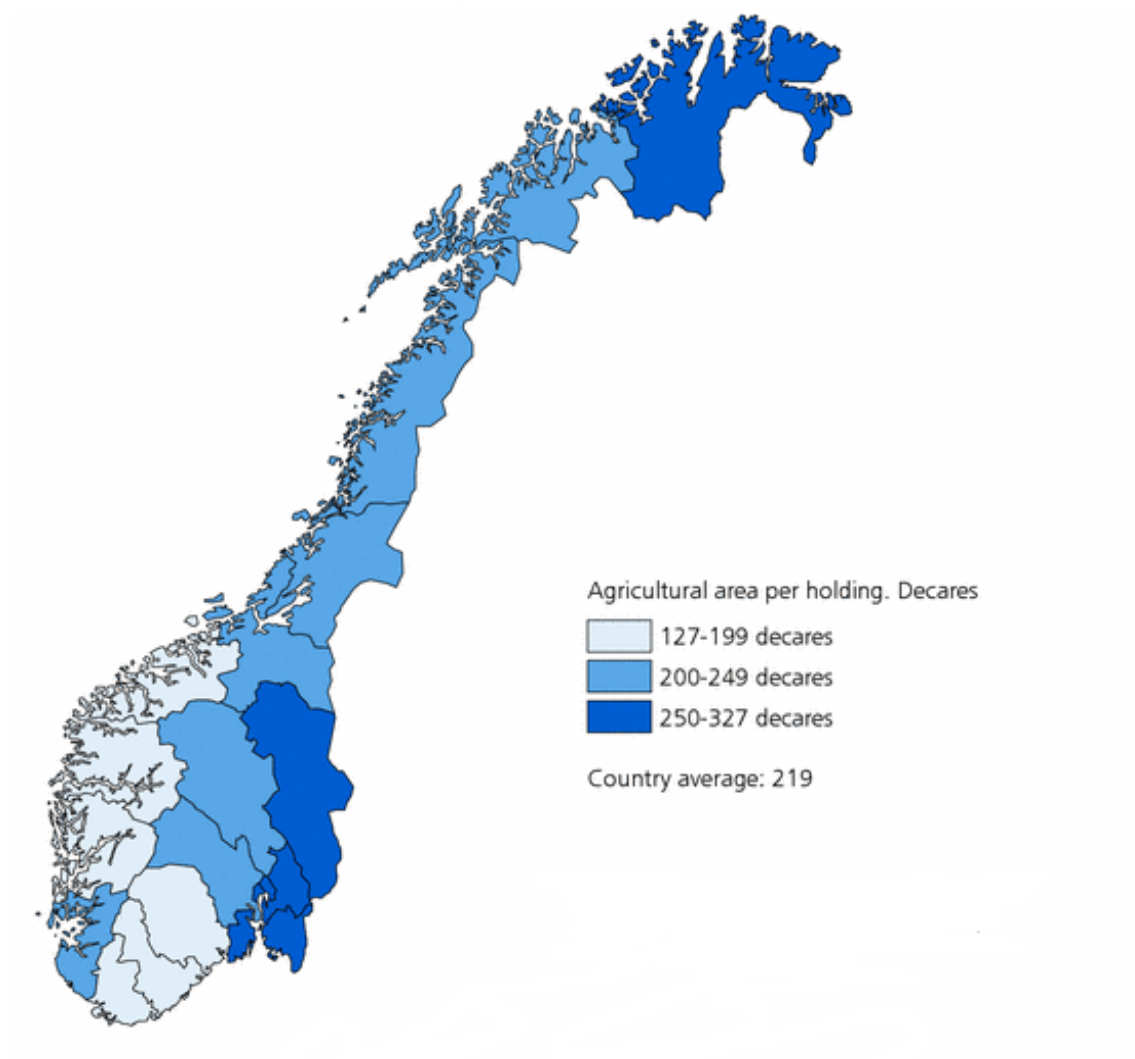 Agricultural area per holding. Decares
127-199 decares
200-249 decares
250-327 decares
Country average: 219